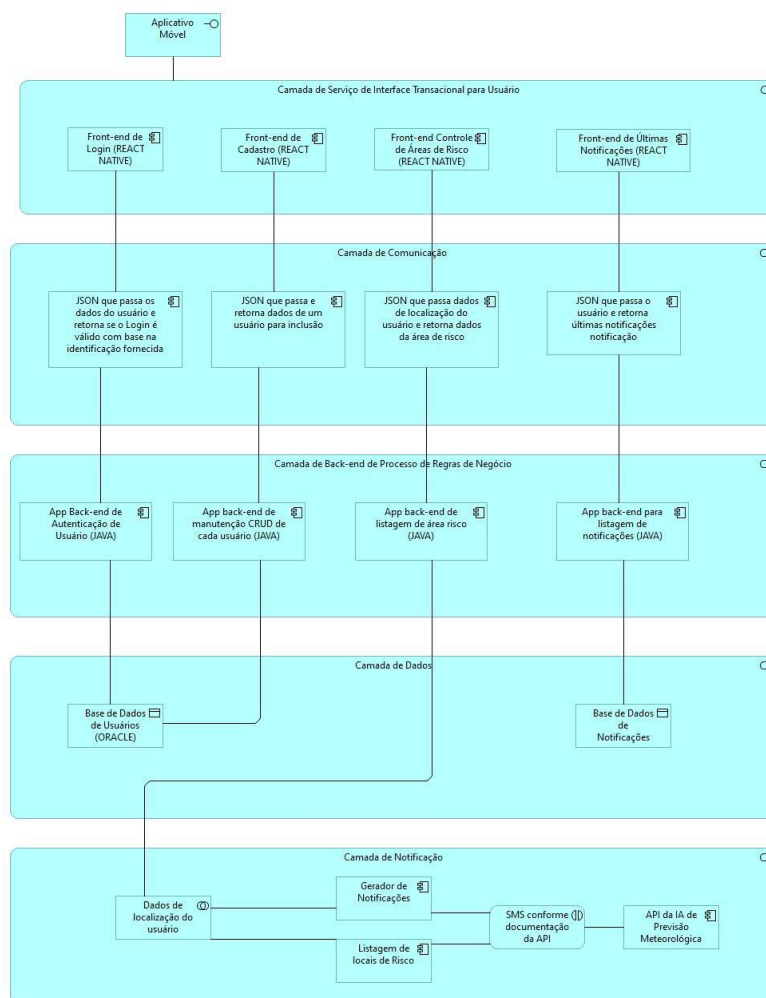 Aplicativo
Móvel
Camada de Serviço de Interface Transacional para Usuário
Front-end de
Login (REACT
NATIVE)
Front-end de
Cadastro (REACT
NATIVE)
Front-end Controle
de Áreas de Risco
(REACT NATIVE)
Front-end de Últimas
Notificações (REACT
NATIVE)
Camada de Comunicação
JSON que passa os
dados do usuário e
retorna se o Login é
válido com base na
identificação fornecida
JSON que passa e
retorna dados de um
usuário para inclusão
JSON que passa dados
de localização do
usuário e retorna dados
da área de risco
JSON que passa o
usuário e retorna
últimas notificações
notificação
Camada de Back-end de Processo de Regras de Negócio
App Back-end de
Autenticação de
Usuário (JAVA)
App back-end de
manutenção CRUD de
cada usuário (JAVA)
App back-end de
listagem de área risco
(JAVA)
App back-end para
listagem de
notificações (JAVA)
Camada de Dados
Base de Dados
de Usuários
(ORACLE)
Base de Dados
de
Notificações
Camada de Notificação
Dados de
localização do
usuário
Gerador de
Notificações
Listagem de
locais de Risco
SMS conforme
documentação
da API
API da IA de
Previsão
Meteorológica